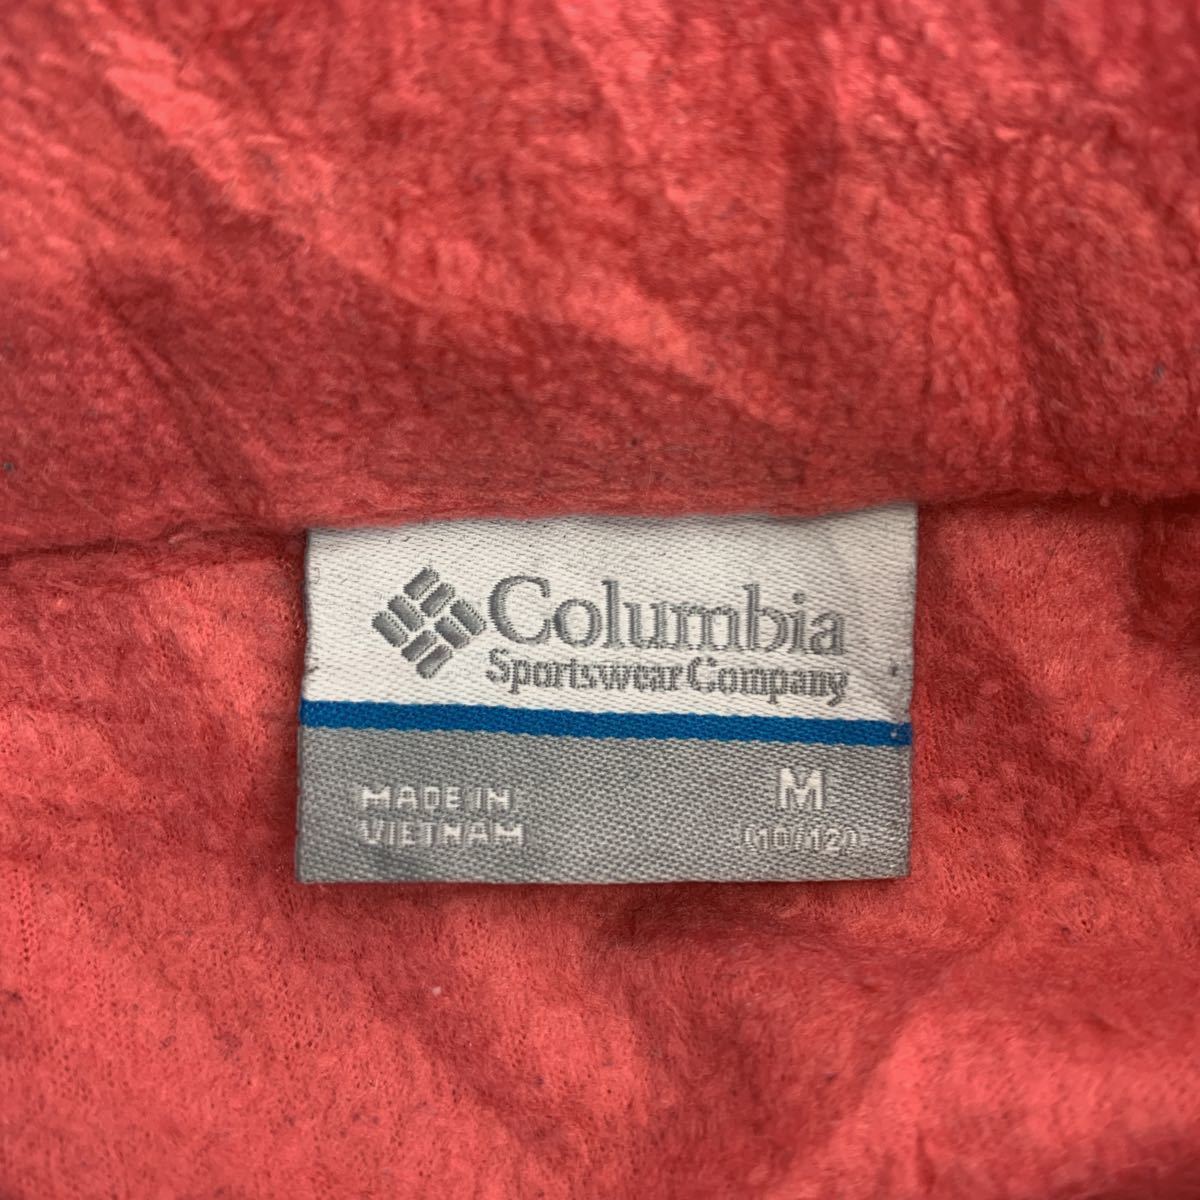 Columbia
Sportswear Company
MADE IN
VIETNAM
M
(10/12)